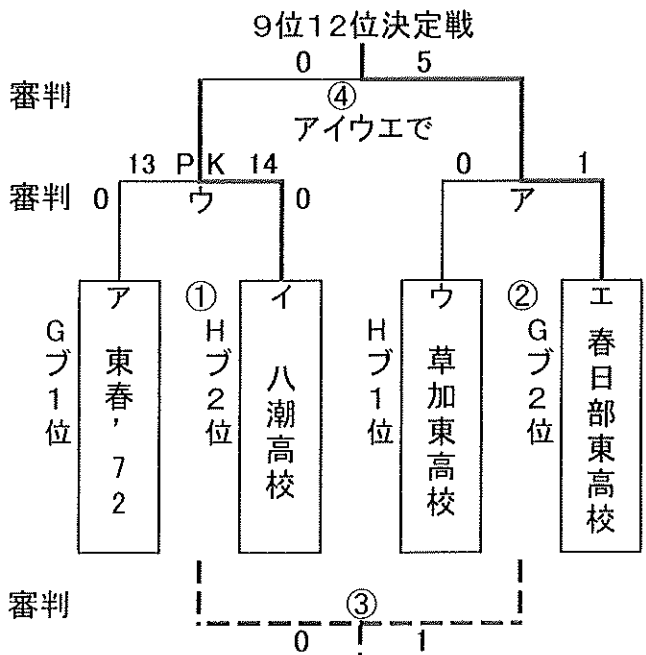 9位12位決定戦
0 5
審判 ④
アイウエで
13 PK 14 0 1
審判 0 ウ 0 ア
ア ① イ ウ ② エ
Gブ1位 東春’72 Hブ2位 八潮高校 Hブ1位 草加東高校 Gブ2位 春日部東高校
審判 ③
0 1